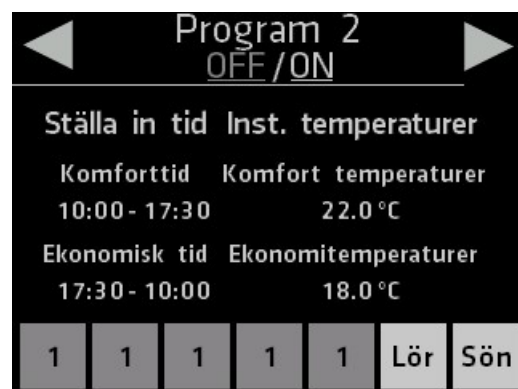 Program 2
OFF/ON
Ställa in tid Inst. temperaturer
Komforttid Komfort temperaturer
10:00 - 17:30 22.0 °C
Ekonomisk tid Ekonomitemperaturer
17:30 - 10:00 18.0 °C
1 1 1 1 1 Lör Sön